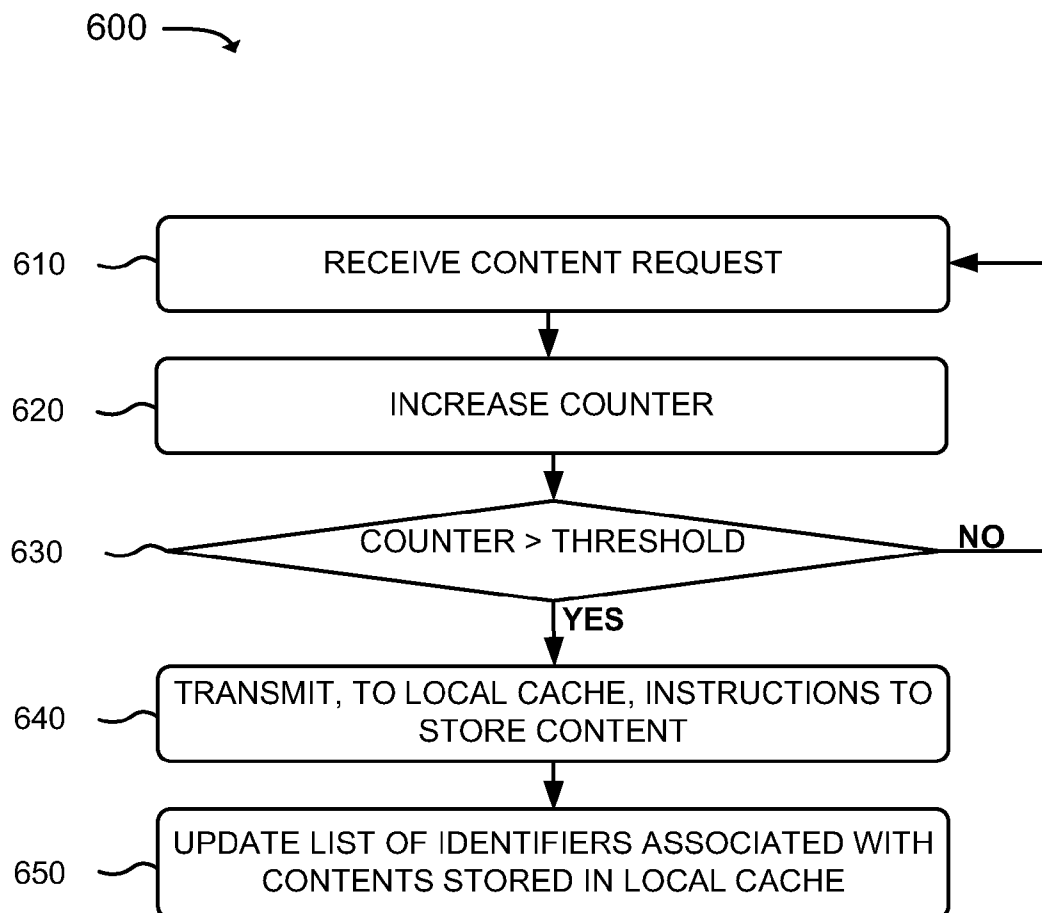 600
610
RECEIVE CONTENT REQUEST
620
INCREASE COUNTER
630
COUNTER > THRESHOLD
NO
YES
640
TRANSMIT, TO LOCAL CACHE, INSTRUCTIONS TO
STORE CONTENT
650
UPDATE LIST OF IDENTIFIERS ASSOCIATED WITH
CONTENTS STORED IN LOCAL CACHE